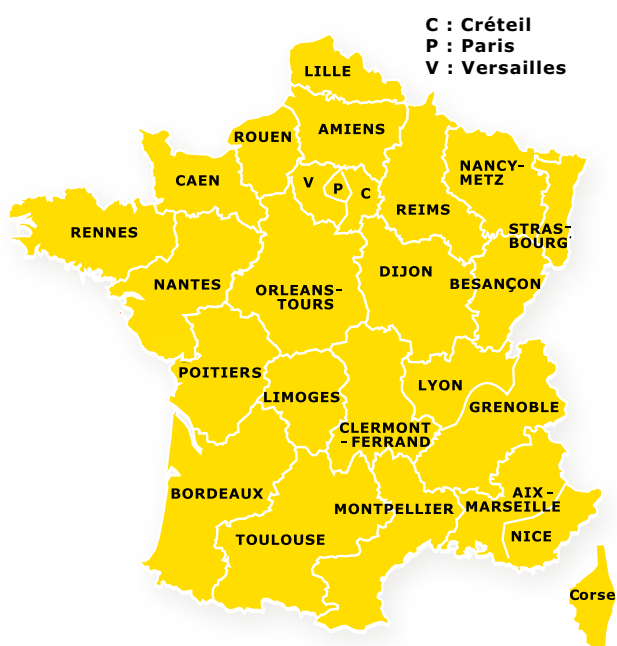 C : Créteil
P : Paris
V : Versailles
LILLE
AMIENS
ROUEN
CAEN
V
P
C
NANCY-
METZ
REIMS
STRAS-
BOURG
RENNES
NANTES
ORLEANS-
TOURS
DIJON
BESANÇON
POITIERS
LIMOGES
LYON
GRENOBLE
CLERMONT
-FERRAND
BORDEAUX
TOULOUSE
MONTPELLIER
AIX-
MARSEILLE
NICE
Corse